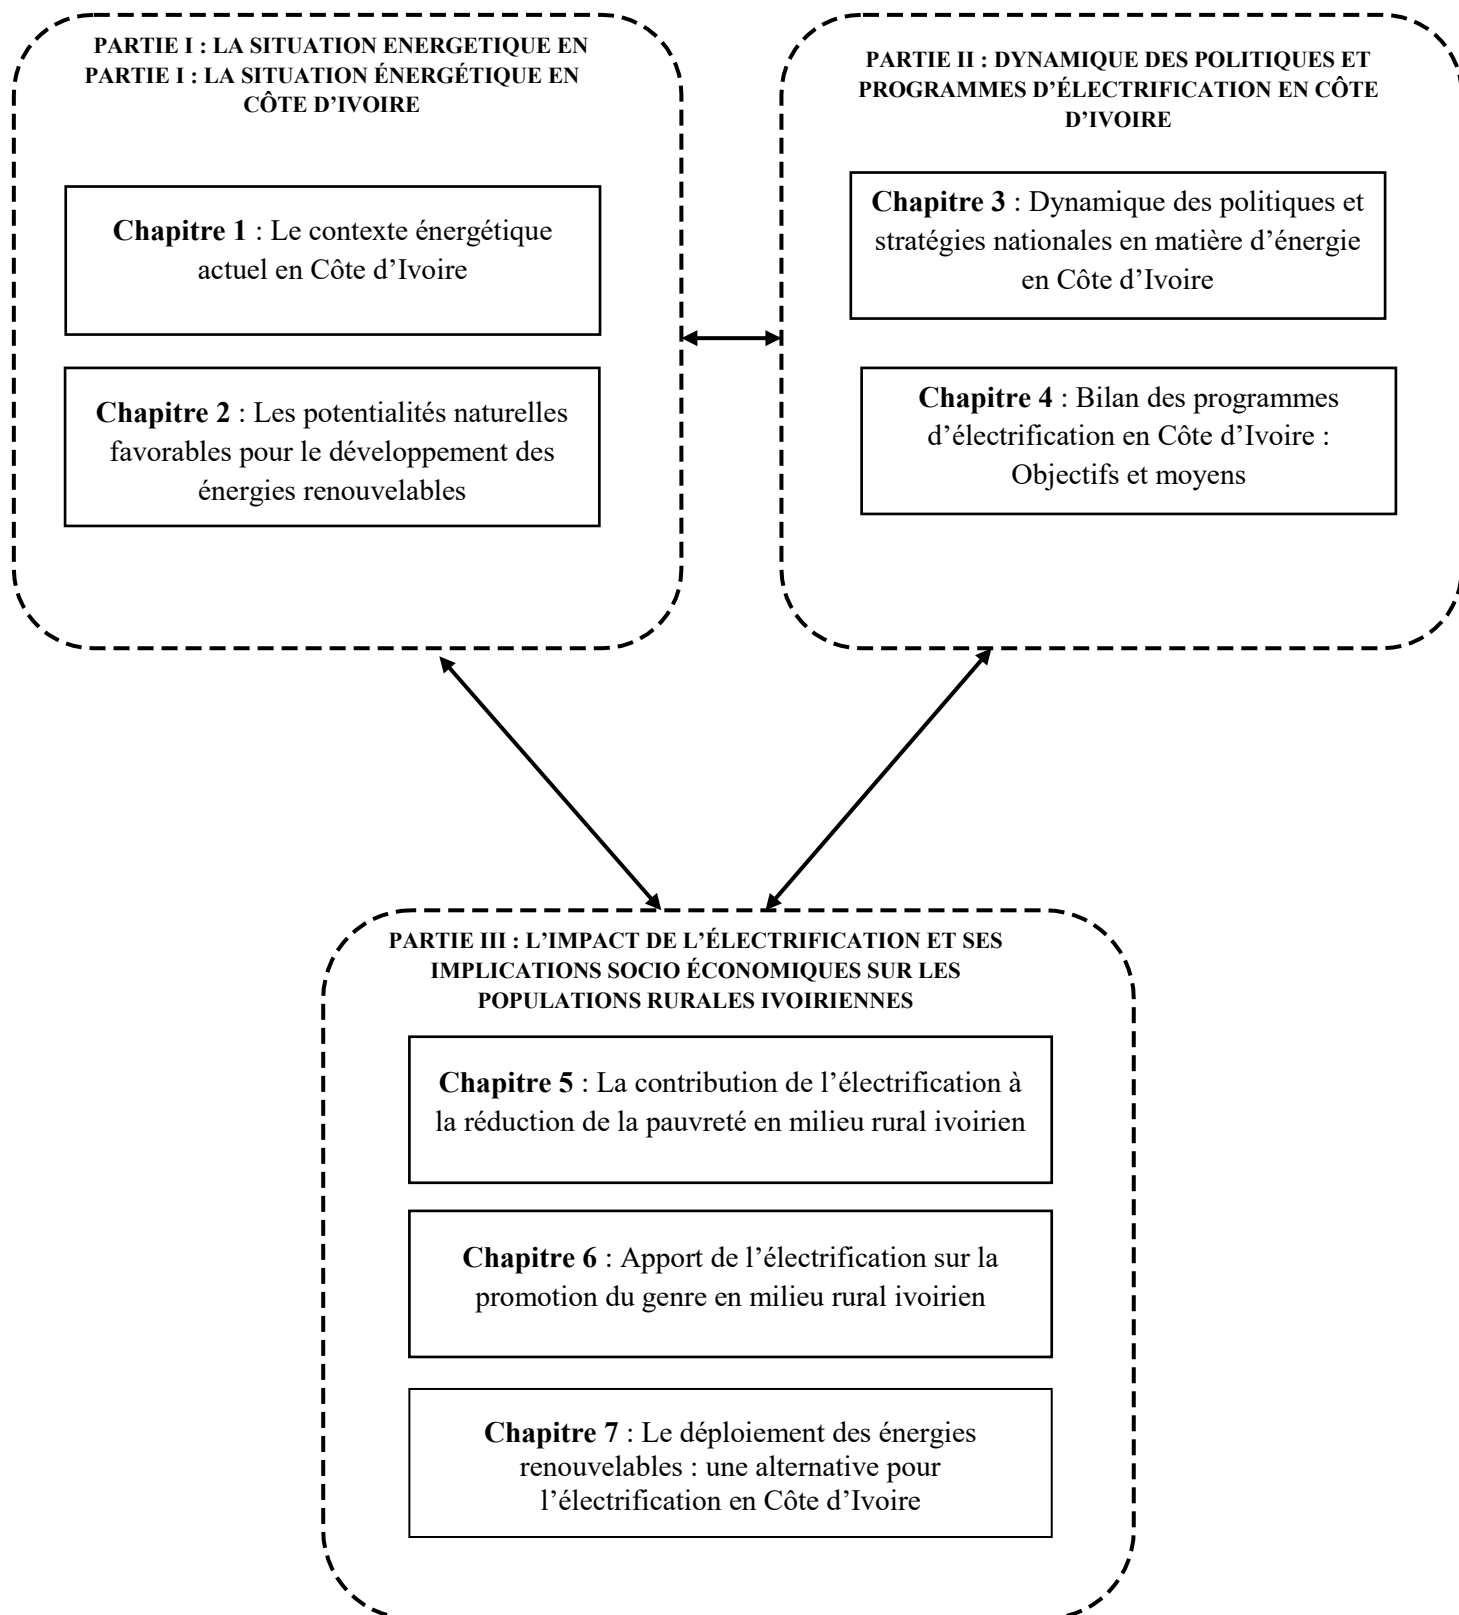 PARTIE I : LA SITUATION ENERGETIQUE EN
PARTIE I : LA SITUATION ÉNERGÉTIQUE EN
CÔTE D’IVOIRE
Chapitre 1 : Le contexte énergétique
actuel en Côte d’Ivoire
Chapitre 2 : Les potentialités naturelles
favorables pour le développement des
énergies renouvelables
PARTIE II : DYNAMIQUE DES POLITIQUES ET
PROGRAMMES D’ÉLECTRIFICATION EN CÔTE
D’IVOIRE
Chapitre 3 : Dynamique des politiques et
stratégies nationales en matière d’énergie
en Côte d’Ivoire
Chapitre 4 : Bilan des programmes
d’électrification en Côte d’Ivoire :
Objectifs et moyens
PARTIE III : L’IMPACT DE L’ÉLECTRIFICATION ET SES
IMPLICATIONS SOCIO ÉCONOMIQUES SUR LES
POPULATIONS RURALES IVOIRIENNES
Chapitre 5 : La contribution de l’électrification à
la réduction de la pauvreté en milieu rural ivoirien
Chapitre 6 : Apport de l’électrification sur la
promotion du genre en milieu rural ivoirien
Chapitre 7 : Le déploiement des énergies
renouvelables : une alternative pour
l’électrification en Côte d’Ivoire